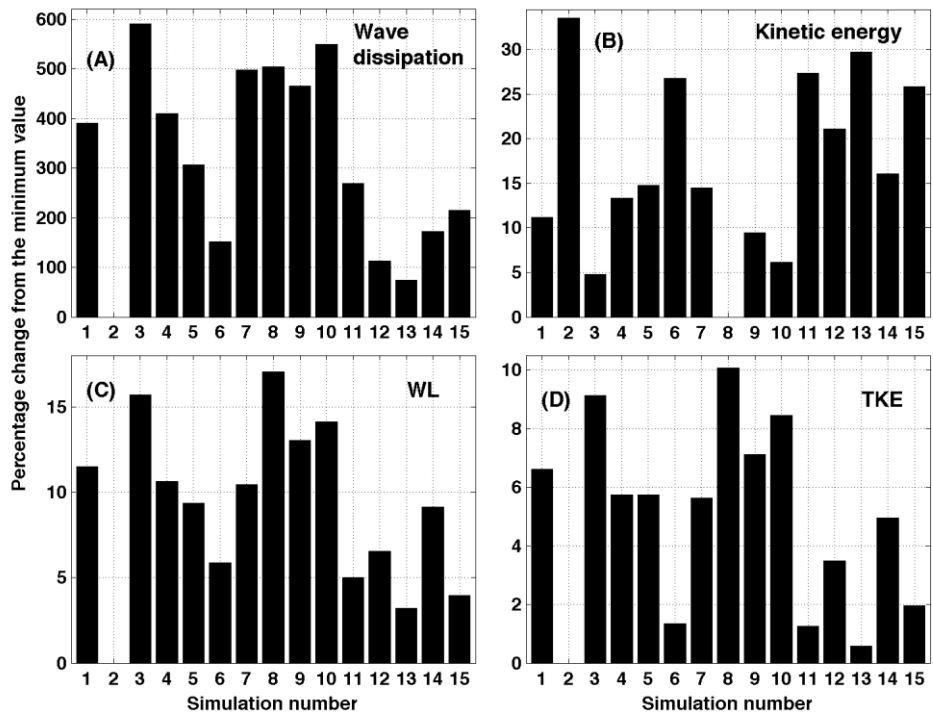 Percentage change from the minimum value
(A)
Wave
dissipation
600
500
400
300
200
100
0
1 2 3 4 5 6 7 8 9 10 11 12 13 14 15
(B)
Kinetic energy
30
25
20
15
10
5
0
1 2 3 4 5 6 7 8 9 10 11 12 13 14 15
(C)
WL
15
10
5
0
1 2 3 4 5 6 7 8 9 10 11 12 13 14 15
Simulation number
(D)
TKE
10
8
6
4
2
0
1 2 3 4 5 6 7 8 9 10 11 12 13 14 15
Simulation number